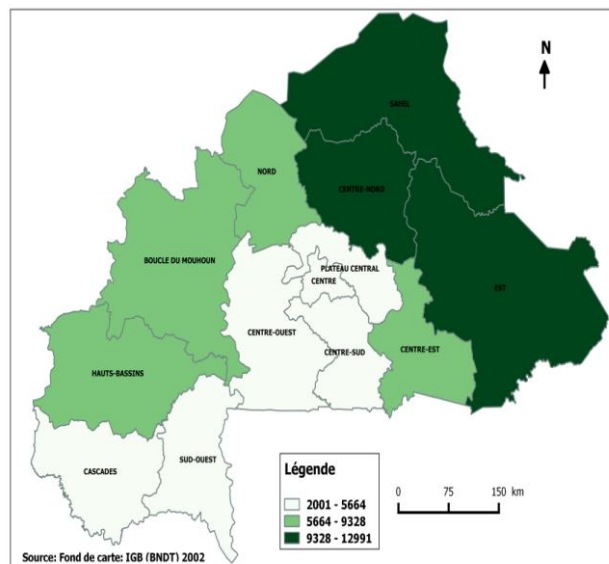 N
SAHEL
NORD
CENTRE-NORD
BOUCLE DU MOUHOUN
PLATEAU CENTRAL
CENTRE
EST
CENTRE-OUEST
CENTRE-SUD
CENTRE-EST
HAUTS-BASSINS
CASCADES
SUD-OUEST
Légende
2001 - 5664
5664 - 9328
9328 - 12991
0 75 150 km
Source: Fond de carte: IGB (BNDT) 2002